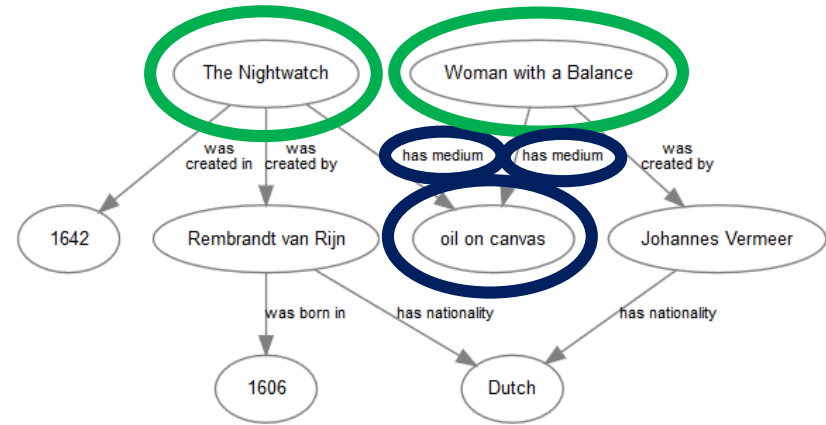 The Nightwatch
Woman with a Balance
was
created in
was
created by
has medium
has medium
was
created by
1642
Rembrandt van Rijn
oil on canvas
Johannes Vermeer
was born in
has nationality
has nationality
1606
Dutch